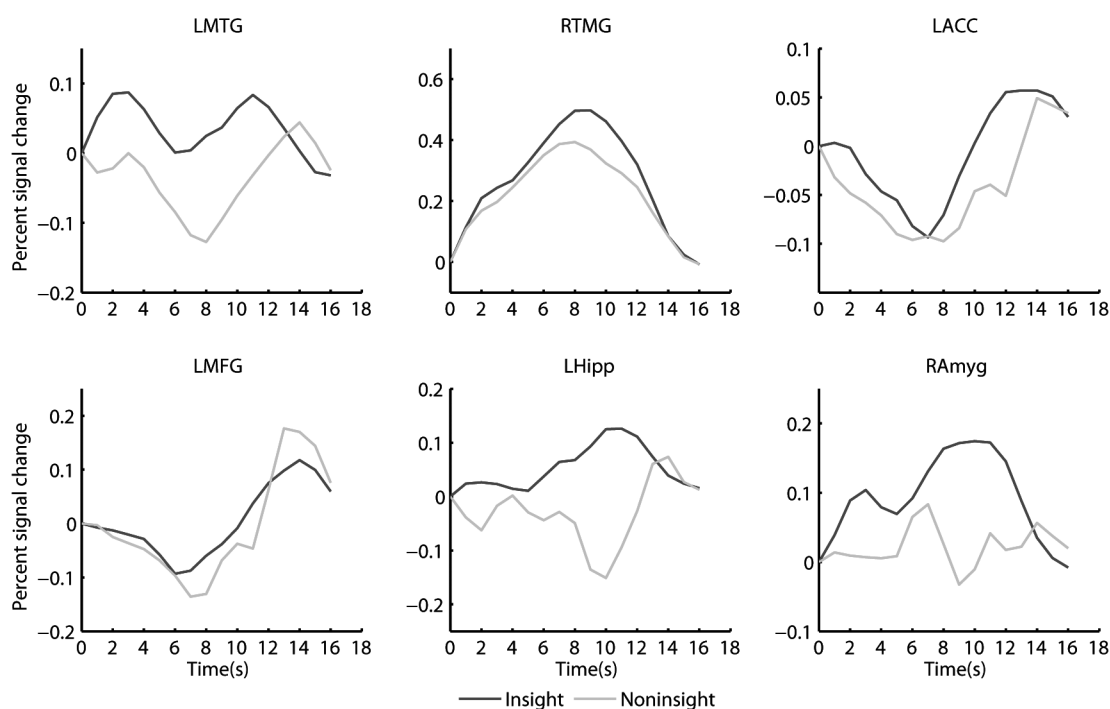 LMTG
RTMG
LACC
Percent signal change
0.1
0
−0.1
−0.2
0 2 4 6 8 10 12 14 16 18
0.6
0.4
0.2
0
0 2 4 6 8 10 12 14 16 18
0.1
0.05
0
−0.05
−0.1
0 2 4 6 8 10 12 14 16 18
LMFG
LHipp
RAmyg
Percent signal change
0.2
0.1
0
−0.1
−0.2
0 2 4 6 8 10 12 14 16 18
Time(s)
0.2
0.1
0
−0.1
−0.2
0 2 4 6 8 10 12 14 16 18
Time(s)
0.2
0.1
0
−0.1
0 2 4 6 8 10 12 14 16 18
Time(s)
Insight Noninsight